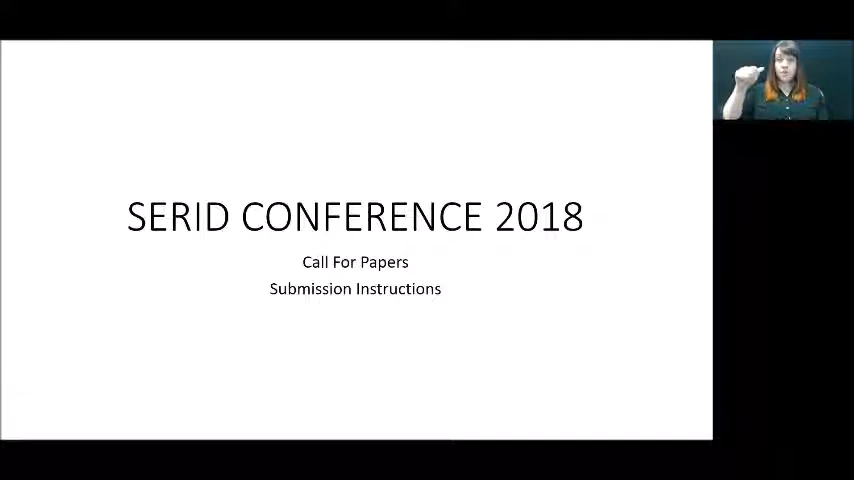 SERID CONFERENCE 2018
Call For Papers
Submission Instructions